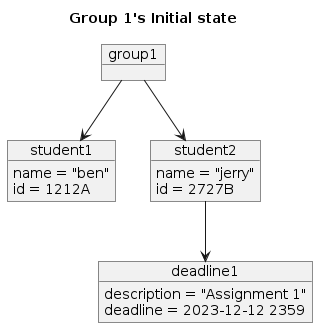 Group 1's Initial state
group1
student1
name = "ben"
id = 1212A
student2
name = "jerry"
id = 2727B
deadline1
description = "Assignment 1"
deadline = 2023-12-12 2359